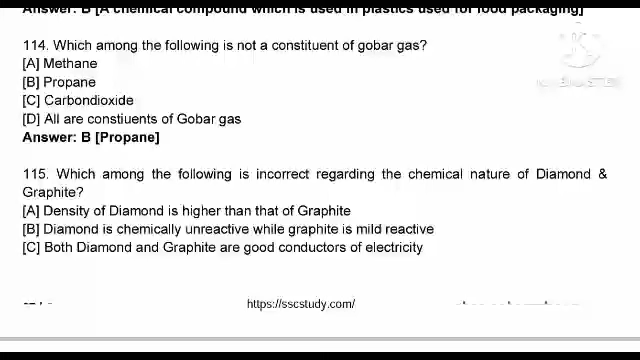 Answer: B [A chemical compound which is used in plastics used for food packaging]
114. Which among the following is not a constituent of gobar gas?
[A] Methane
[B] Propane
[C] Carbondioxide
[D] All are constiuents of Gobar gas
Answer: B [Propane]
115. Which among the following is incorrect regarding the chemical nature of Diamond &
Graphite?
[A] Density of Diamond is higher than that of Graphite
[B] Diamond is chemically unreactive while graphite is mild reactive
[C] Both Diamond and Graphite are good conductors of electricity
https://sscstudy.com/